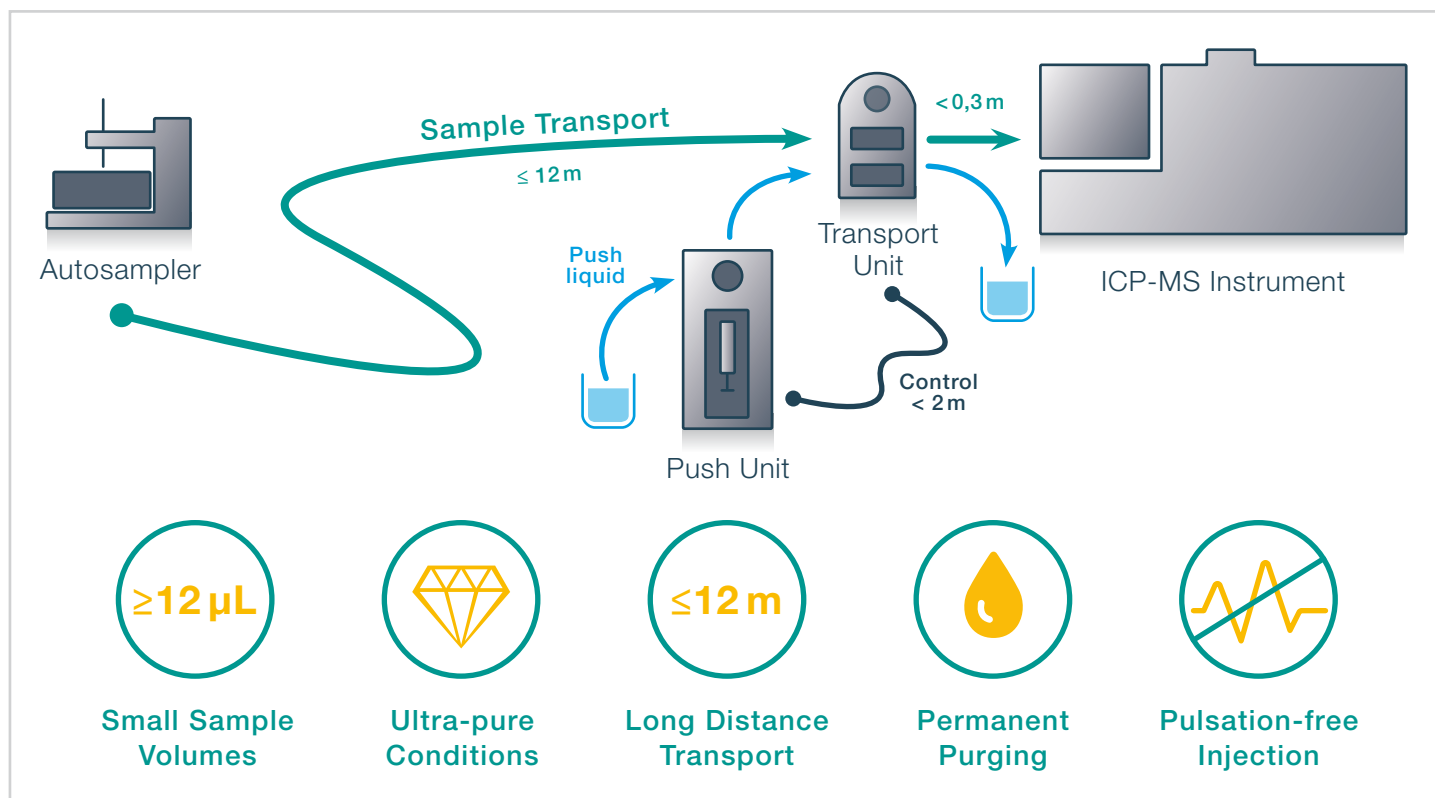 Sample Transport
≤ 12 m
<0,3 m
Autosampler
Push
liquid
Transport
Unit
ICP-MS Instrument
Control
< 2 m
Push Unit
≥12 µL
≤12 m
Small Sample
Volumes
Ultra-pure
Conditions
Long Distance
Transport
Permanent
Purging
Pulsation-free
Injection